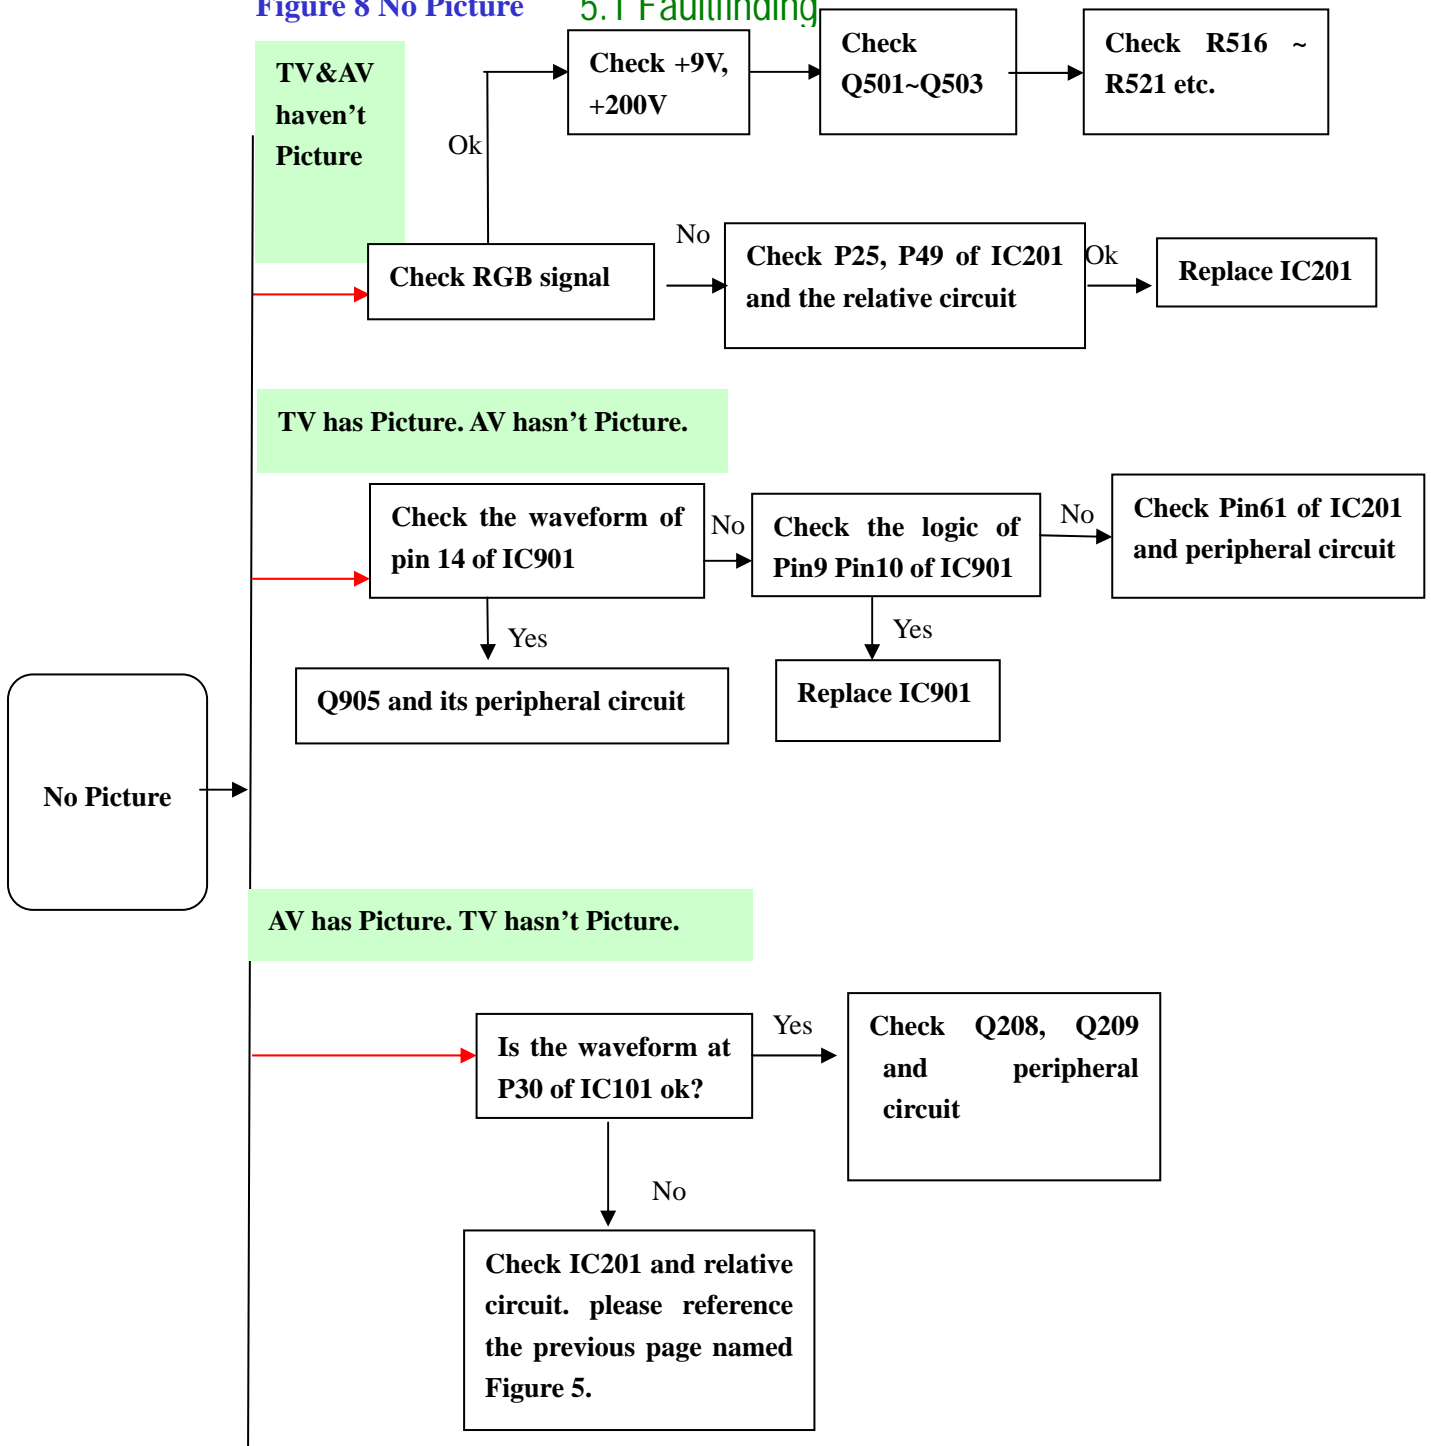 Figure 8 No Picture
5.1 Faultfinding
TV&AV
haven't
Picture
Ok
Check +9V,
+200V
Check
Q501~Q503
Check R516 ~
R521 etc.
Check RGB signal
No
Check P25, P49 of IC201
and the relative circuit
Ok
Replace IC201
TV has Picture. AV hasn't Picture.
Check the waveform of
pin 14 of IC901
No
Check the logic of
Pin9 Pin10 of IC901
No
Check Pin61 of IC201
and peripheral circuit
Yes
Q905 and its peripheral circuit
Yes
Replace IC901
No Picture
AV has Picture. TV hasn't Picture.
Is the waveform at
P30 of IC101 ok?
Yes
Check Q208, Q209
and peripheral
circuit
No
Check IC201 and relative
circuit. please reference
the previous page named
Figure 5.